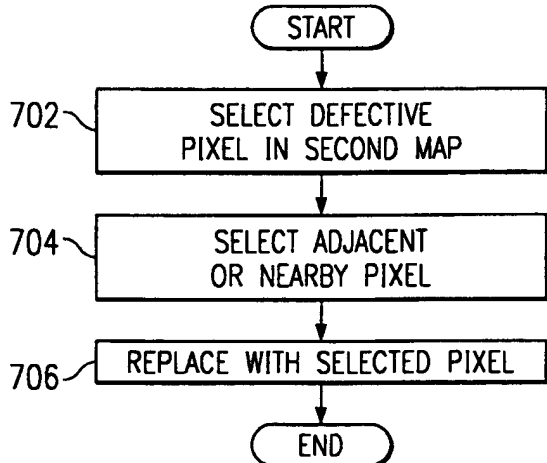 START
702
SELECT DEFECTIVE
PIXEL IN SECOND MAP
704
SELECT ADJACENT
OR NEARBY PIXEL
706
REPLACE WITH SELECTED PIXEL
END